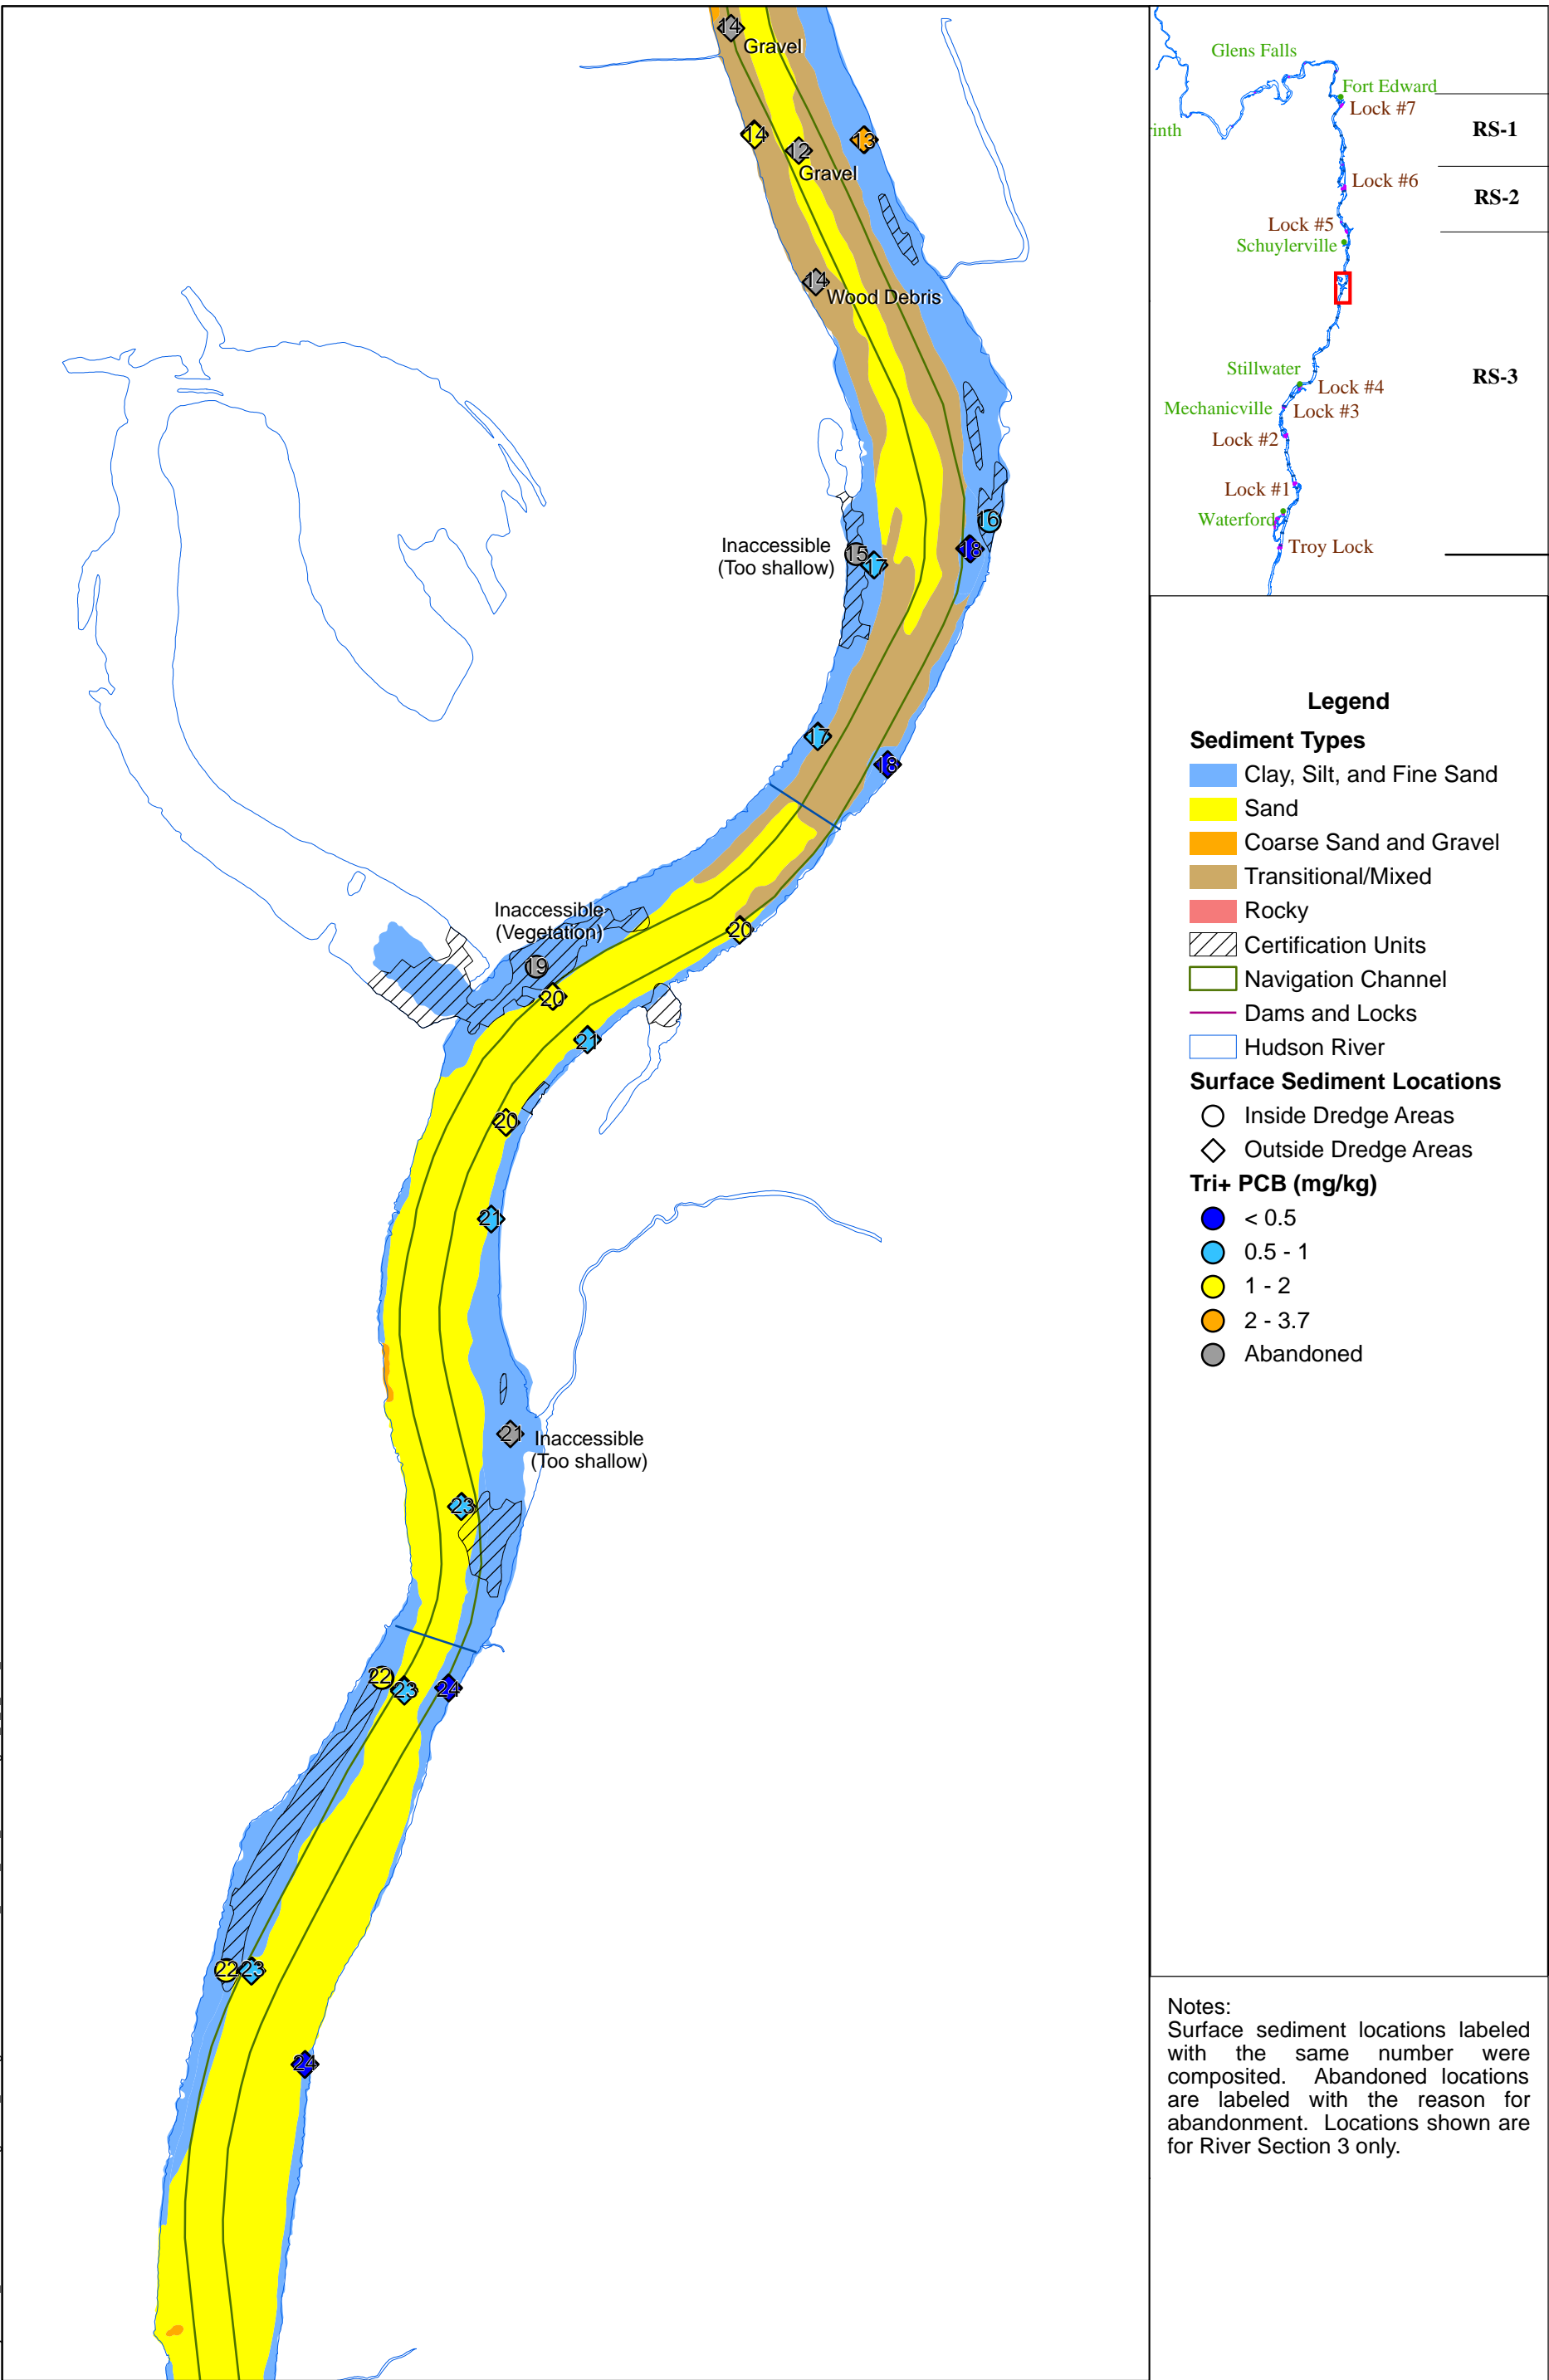 14
Gravel
14
12
Gravel
13
14
Wood Debris
16
Inaccessible
(Too shallow)
15
17
18
17
18
Inaccessible
(Vegetation)
19
20
20
21
20
21
21
Inaccessible
(Too shallow)
23
22
23
24
22
23
24
Glens Falls
Fort Edward
Lock #7
RS-1
rinth
Lock #6
RS-2
Lock #5
Schuylerville
Stillwater
Lock #4
RS-3
Mechanicville
Lock #3
Lock #2
Lock #1
Waterford
Troy Lock
Legend
Sediment Types
Clay, Silt, and Fine Sand
Sand
Coarse Sand and Gravel
Transitional/Mixed
Rocky
Certification Units
Navigation Channel
Dams and Locks
Hudson River
Surface Sediment Locations
Inside Dredge Areas
Outside Dredge Areas
Tri+ PCB (mg/kg)
< 0.5
0.5 - 1
1 - 2
2 - 3.7
Abandoned
Notes:
Surface sediment locations labeled
with the same number were
composited. Abandoned locations
are labeled with the reason for
abandonment. Locations shown are
for River Section 3 only.